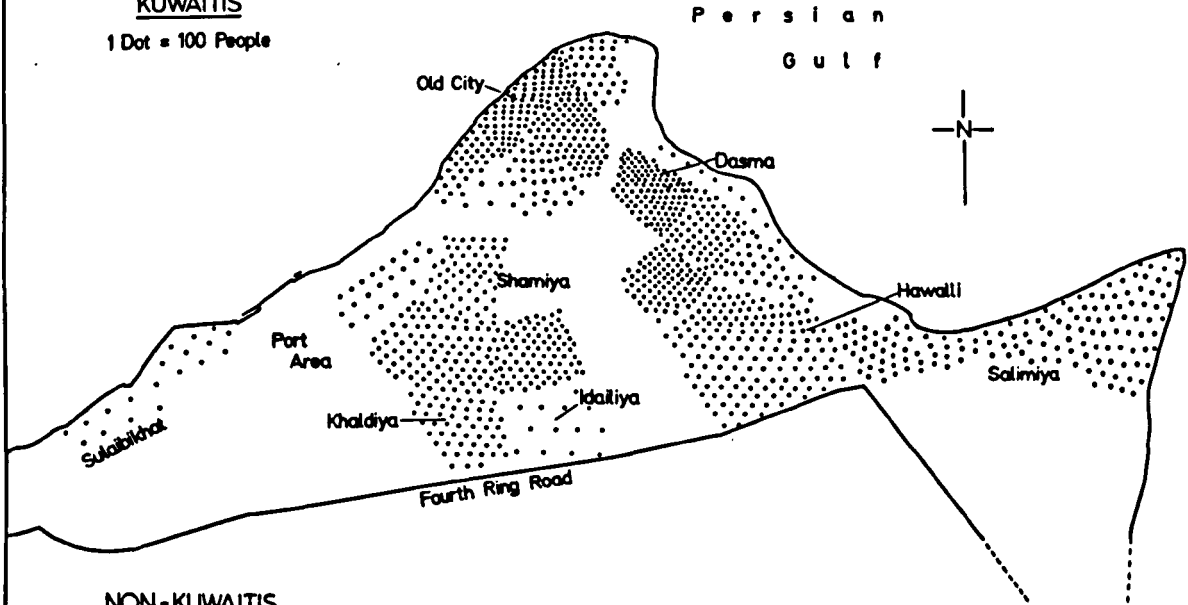 KUWAITIS
1 Dot = 100 People
Persian
Gulf
Old City
N
Dasma
Shamiya
Hawalli
Port
Area
Salimiya
Idailiya
Khaldiya
Sulaibikhat
Fourth Ring Road
NON-KUWAITIS